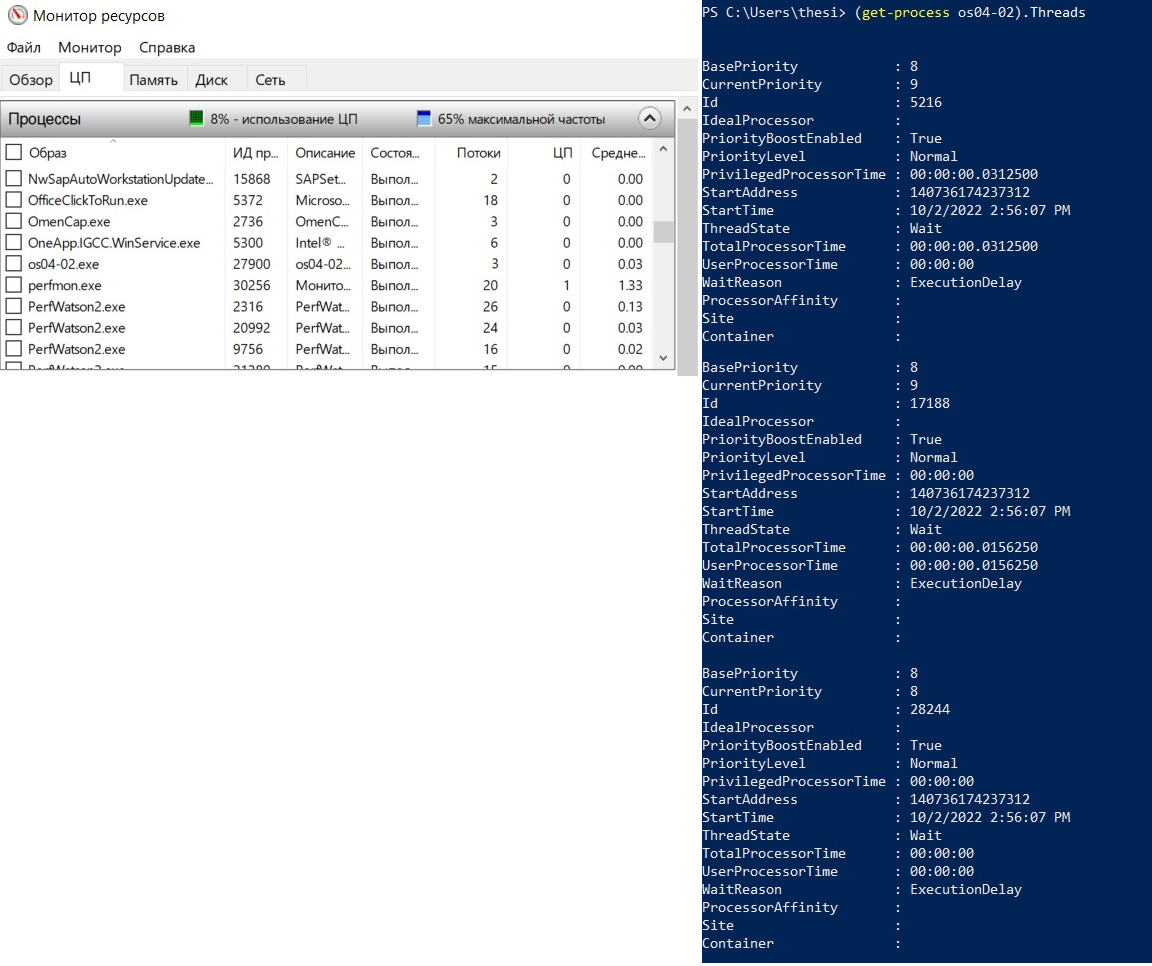 Монитор ресурсов
Файл Монитор Справка
Обзор ЦП Память Диск Сеть
Процессы 8% - использование ЦП 65% максимальной частоты
Образ ИД пр... Описание Состоя... Потоки ЦП Средне...
NwSapAutoWorkstationUpdate... 15868 SAPSet... Выпол... 2 0 0.00
OfficeClickToRun.exe 5372 Microso... Выпол... 18 0 0.00
OmenCap.exe 2736 OmenC... Выпол... 3 0 0.00
OneApp.IGCC.WinService.exe 5300 Intel® ... Выпол... 6 0 0.00
os04-02.exe 27900 os04-02... Выпол... 3 0 0.03
perfmon.exe 30256 Монито... Выпол... 20 1 1.33
PerfWatson2.exe 2316 PerfWat... Выпол... 26 0 0.13
PerfWatson2.exe 20992 PerfWat... Выпол... 24 0 0.03
PerfWatson2.exe 9756 PerfWat... Выпол... 16 0 0.02
PS C:\Users\thesi> (get-process os04-02).Threads
BasePriority : 8
CurrentPriority : 9
Id : 5216
IdealProcessor :
PriorityBoostEnabled : True
PriorityLevel : Normal
PrivilegedProcessorTime : 00:00:00.0312500
StartAddress : 140736174237312
StartTime : 10/2/2022 2:56:07 PM
ThreadState : Wait
TotalProcessorTime : 00:00:00.0312500
UserProcessorTime : 00:00:00
WaitReason : ExecutionDelay
ProcessorAffinity :
Site :
Container :
BasePriority : 8
CurrentPriority : 9
Id : 17188
IdealProcessor :
PriorityBoostEnabled : True
PriorityLevel : Normal
PrivilegedProcessorTime : 00:00:00
StartAddress : 140736174237312
StartTime : 10/2/2022 2:56:07 PM
ThreadState : Wait
TotalProcessorTime : 00:00:00.0156250
UserProcessorTime : 00:00:00.0156250
WaitReason : ExecutionDelay
ProcessorAffinity :
Site :
Container :
BasePriority : 8
CurrentPriority : 8
Id : 28244
IdealProcessor :
PriorityBoostEnabled : True
PriorityLevel : Normal
PrivilegedProcessorTime : 00:00:00
StartAddress : 140736174237312
StartTime : 10/2/2022 2:56:07 PM
ThreadState : Wait
TotalProcessorTime : 00:00:00
UserProcessorTime : 00:00:00
WaitReason : ExecutionDelay
ProcessorAffinity :
Site :
Container :